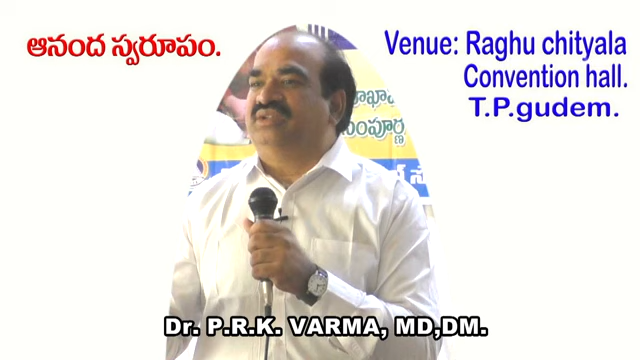 ఆనంద స్వరూపం.
Venue: Raghu chityala
Convention hall.
T.P.gudem.
సంపూర్ణ
Dr. P.R.K. VARMA, MD,DM.